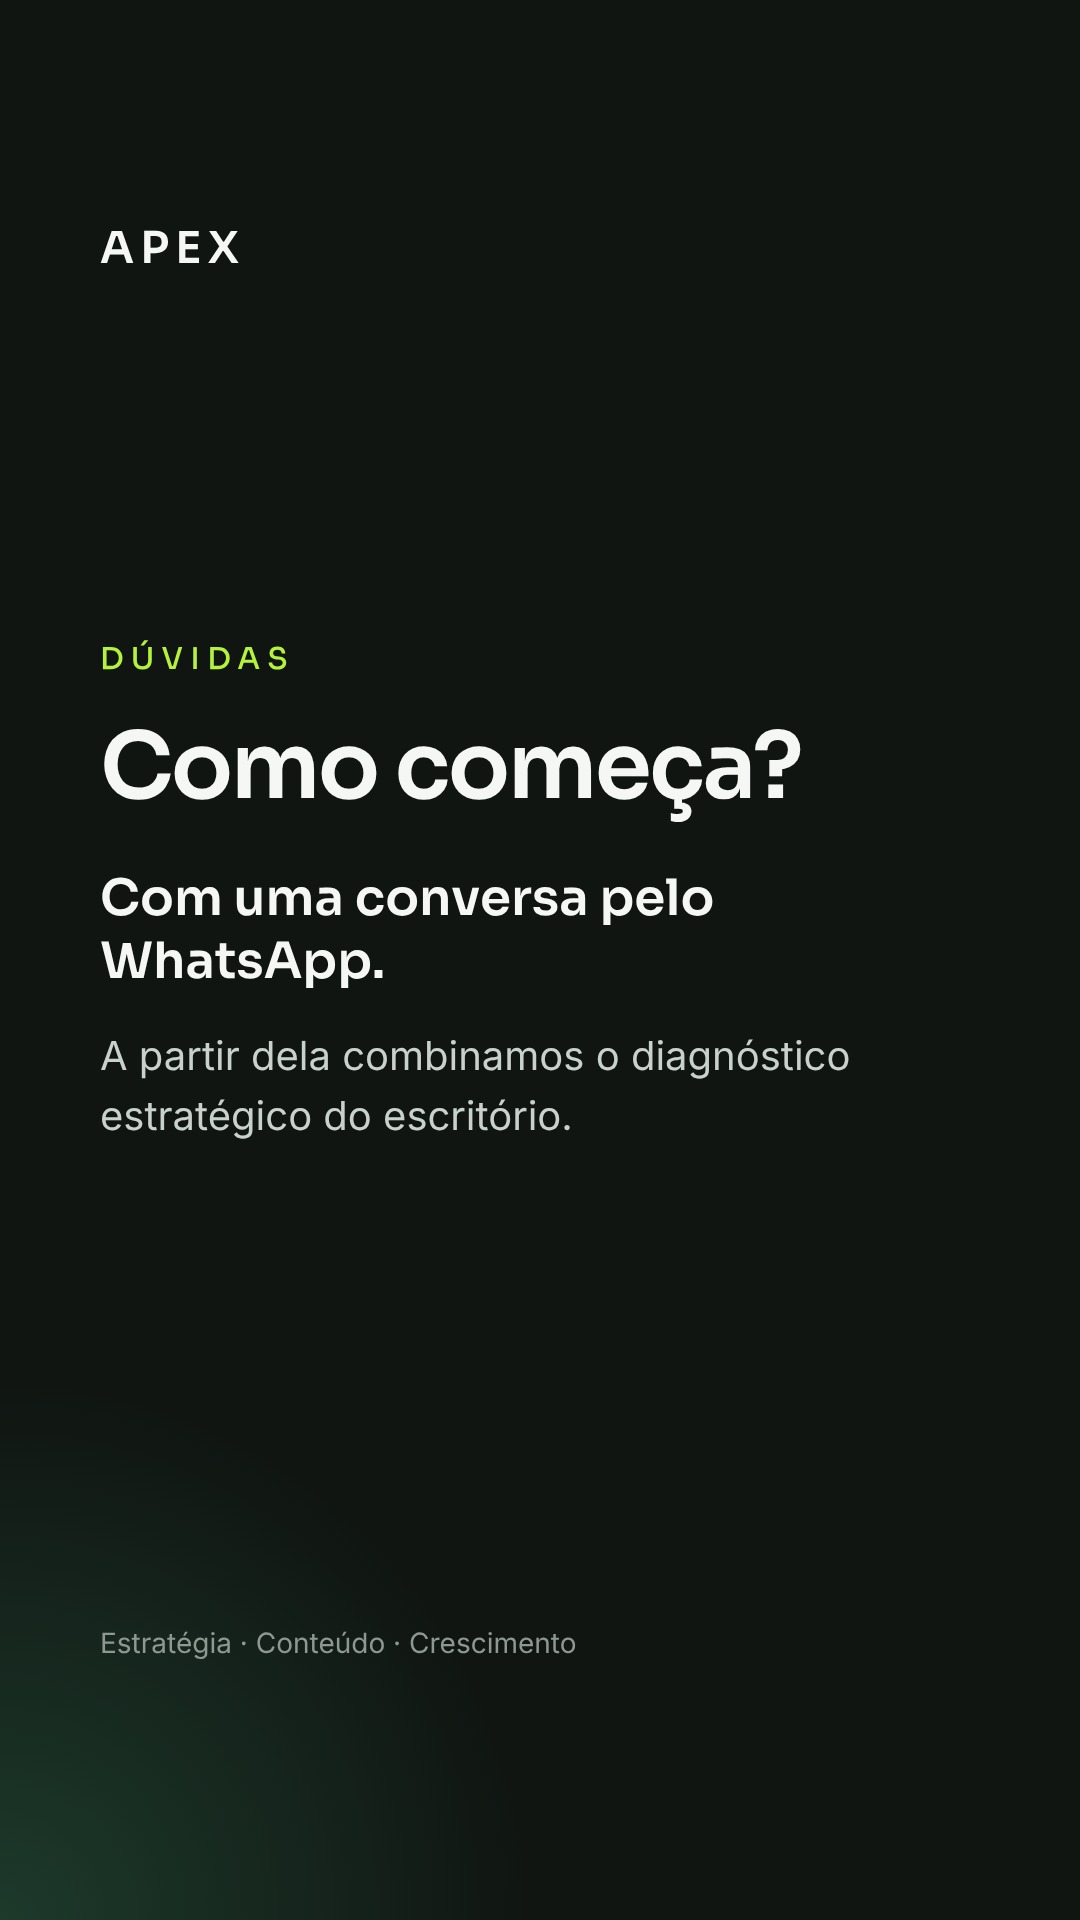 APEX
DÚVIDAS
Como começa?
Com uma conversa pelo
WhatsApp.
A partir dela combinamos o diagnóstico
estratégico do escritório.
Estratégia · Conteúdo · Crescimento